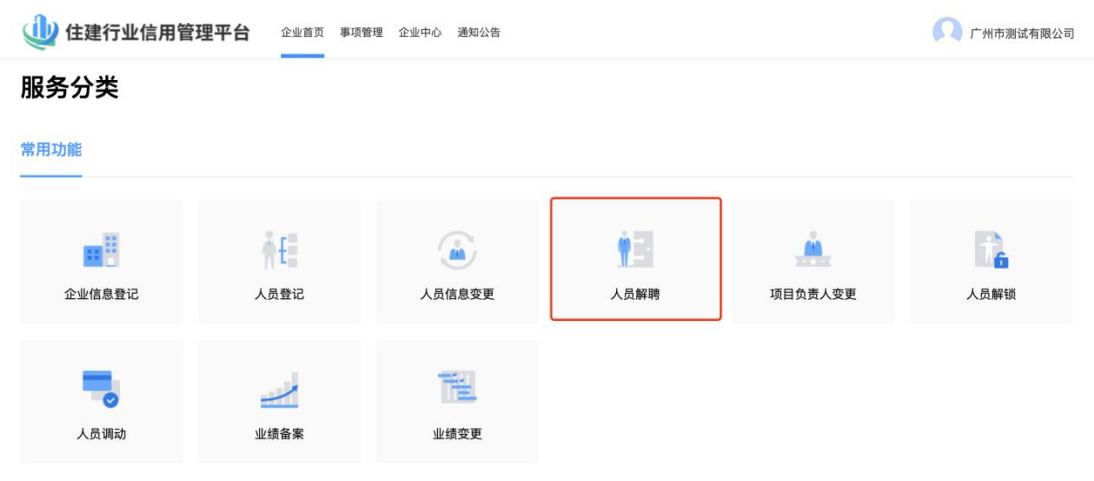 住建行业信用管理平台 企业首页 事项管理 企业中心 通知公告 广州市测试有限公司
服务分类
常用功能
企业信息登记 人员登记 人员信息变更 人员解聘 项目负责人变更 人员解锁
人员调动 业绩备案 业绩变更